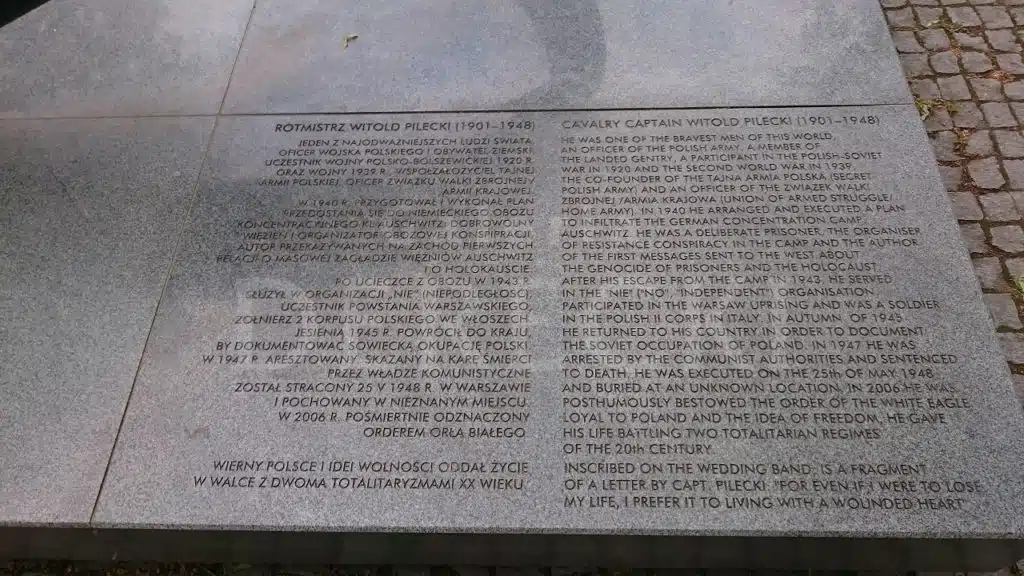 ROTMISTRZ WITOLD PILECKI (1901–1948)
JEDEN Z NAJODWAŻNIEJSZYCH LUDZI ŚWIATA,
OFICER WOJSKA POLSKIEGO I OBYWATEL ZIEMSKI,
UCZESTNIK WOJNY POLSKO-BOLSZEWICKIEJ 1920 R.
ORAZ WOJNY 1939 R., WSPÓŁZAŁOŻYCIEL TAJNEJ
ARMII POLSKIEJ, OFICER ZWIĄZKU WALKI ZBROJNEJ /
ARMII KRAJOWEJ.
W 1940 R. PRZYGOTOWAŁ I WYKONAŁ PLAN
PRZEDOSTANIA SIĘ DO NIEMIECKIEGO OBOZU
KONCENTRACYJNEGO KL AUSCHWITZ. DOBROWOLNY
WIĘZIEŃ I ORGANIZATOR OBOZOWEJ KONSPIRACJI,
AUTOR PRZEKAZYWANYCH NA ZACHÓD PIERWSZYCH
RELACJI O MASOWEJ ZAGŁADZIE WIĘŹNIÓW AUSCHWITZ
I O HOLOKAUŚCIE.
PO UCIECZCE Z OBOZU W 1943 R.
SŁUŻYŁ W ORGANIZACJI „NIE” (NIEPODLEGŁOŚĆ),
UCZESTNIK POWSTANIA WARSZAWSKIEGO,
ŻOŁNIERZ 2 KORPUSU POLSKIEGO WE WŁOSZECH.
JESIENIĄ 1945 R. POWRÓCIŁ DO KRAJU,
BY DOKUMENTOWAĆ SOWIECKĄ OKUPACJĘ POLSKI.
W 1947 R. ARESZTOWANY, SKAZANY NA KARĘ ŚMIERCI
PRZEZ WŁADZE KOMUNISTYCZNE
ZOSTAŁ STRACONY 25 V 1948 R. W WARSZAWIE
I POCHOWANY W NIEZNANYM MIEJSCU.
W 2006 R. POŚMIERTNIE ODZNACZONY
ORDEREM ORŁA BIAŁEGO.
WIERNY POLSCE I IDEI WOLNOŚCI ODDAŁ ŻYCIE
W WALCE Z DWOMA TOTALITARYZMAMI XX WIEKU.
CAVALRY CAPTAIN WITOLD PILECKI (1901–1948)
HE WAS ONE OF THE BRAVEST MEN OF THIS WORLD,
AN OFFICER OF THE POLISH ARMY, A MEMBER OF
THE LANDED GENTRY, A PARTICIPANT IN THE POLISH-SOVIET
WAR IN 1920 AND THE SECOND WORLD WAR IN 1939,
THE CO-FOUNDER OF THE TAJNA ARMIA POLSKA (SECRET
POLISH ARMY) AND AN OFFICER OF THE ZWIĄZEK WALKI
ZBROJNEJ /ARMIA KRAJOWA (UNION OF ARMED STRUGGLE/
HOME ARMY). IN 1940 HE ARRANGED AND EXECUTED A PLAN
TO INFILTRATE THE GERMAN CONCENTRATION CAMP
AUSCHWITZ. HE WAS A DELIBERATE PRISONER, THE ORGANISER
OF RESISTANCE CONSPIRACY IN THE CAMP AND THE AUTHOR
OF THE FIRST MESSAGES SENT TO THE WEST ABOUT
THE GENOCIDE OF PRISONERS AND THE HOLOCAUST.
AFTER HIS ESCAPE FROM THE CAMP IN 1943, HE SERVED
IN THE 'NIE' ('NO', 'INDEPENDENT') ORGANISATION,
PARTICIPATED IN THE WARSAW UPRISING AND WAS A SOLDIER
IN THE POLISH II CORPS IN ITALY. IN AUTUMN OF 1945
HE RETURNED TO HIS COUNTRY IN ORDER TO DOCUMENT
THE SOVIET OCCUPATION OF POLAND. IN 1947 HE WAS
ARRESTED BY THE COMMUNIST AUTHORITIES AND SENTENCED
TO DEATH. HE WAS EXECUTED ON THE 25th OF MAY 1948
AND BURIED AT AN UNKNOWN LOCATION. IN 2006 HE WAS
POSTHUMOUSLY BESTOWED THE ORDER OF THE WHITE EAGLE.
LOYAL TO POLAND AND THE IDEA OF FREEDOM, HE GAVE
HIS LIFE BATTLING TWO TOTALITARIAN REGIMES
OF THE 20th CENTURY.
INSCRIBED ON THE WEDDING BAND, IS A FRAGMENT
OF A LETTER BY CAPT. PILECKI: "FOR EVEN IF I WERE TO LOSE
MY LIFE, I PREFER IT TO LIVING WITH A WOUNDED HEART"